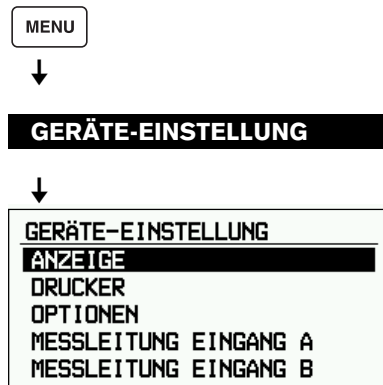 MENU
GERÄTE-EINSTELLUNG
GERÄTE-EINSTELLUNG
ANZEIGE
DRUCKER
OPTIONEN
MESSLEITUNG EINGANG A
MESSLEITUNG EINGANG B